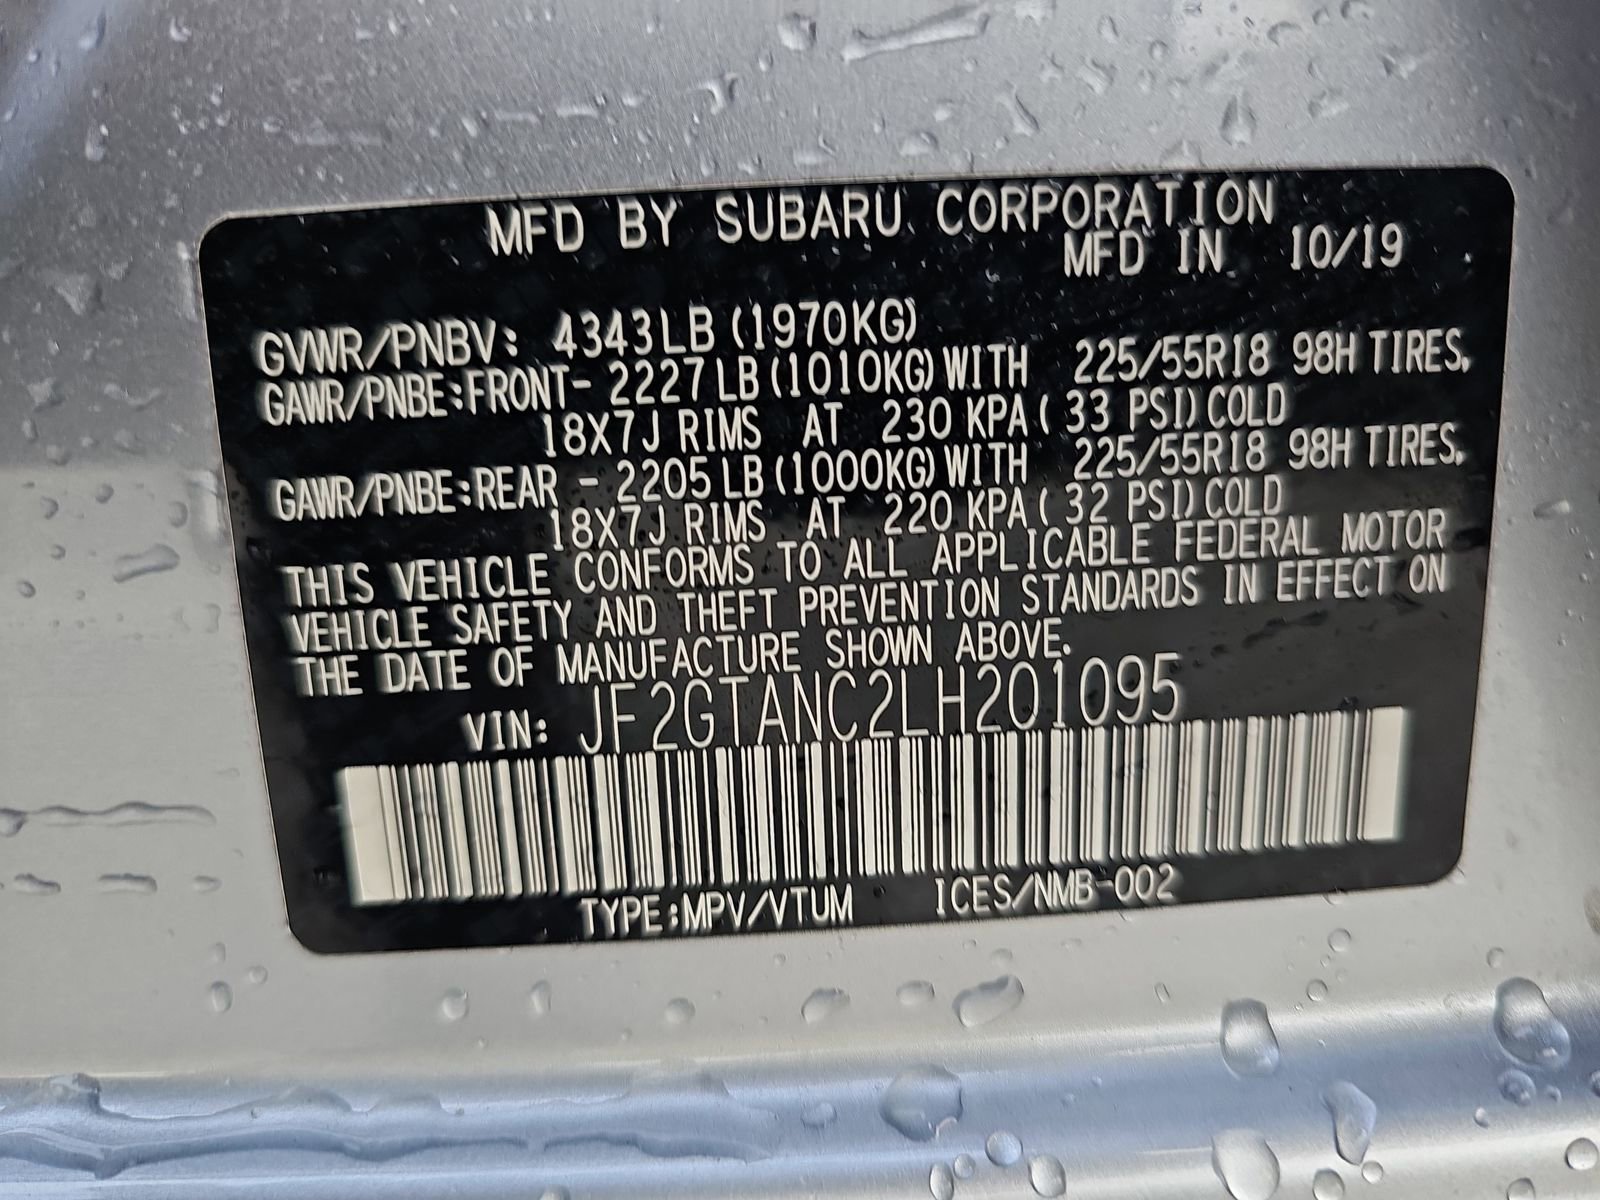 MFD BY SUBARU CORPORATION
MFD IN 10/19
GVWR/PNBV: 4343LB (1970KG)
GAWR/PNBE:FRONT- 2227LB(1010KG)WITH 225/55R18 98H TIRES,
18X7J RIMS AT 230 KPA( 33 PSI)COLD
GAWR/PNBE:REAR - 2205LB(1000KG)WITH 225/55R18 98H TIRES,
18X7J RIMS AT 220 KPA( 32 PSI)COLD
THIS VEHICLE CONFORMS TO ALL APPLICABLE FEDERAL MOTOR
VEHICLE SAFETY AND THEFT PREVENTION STANDARDS IN EFFECT ON
THE DATE OF MANUFACTURE SHOWN ABOVE.
VIN: JF2GTANC2LH201095
TYPE:MPV/VTUM ICES/NMB-002